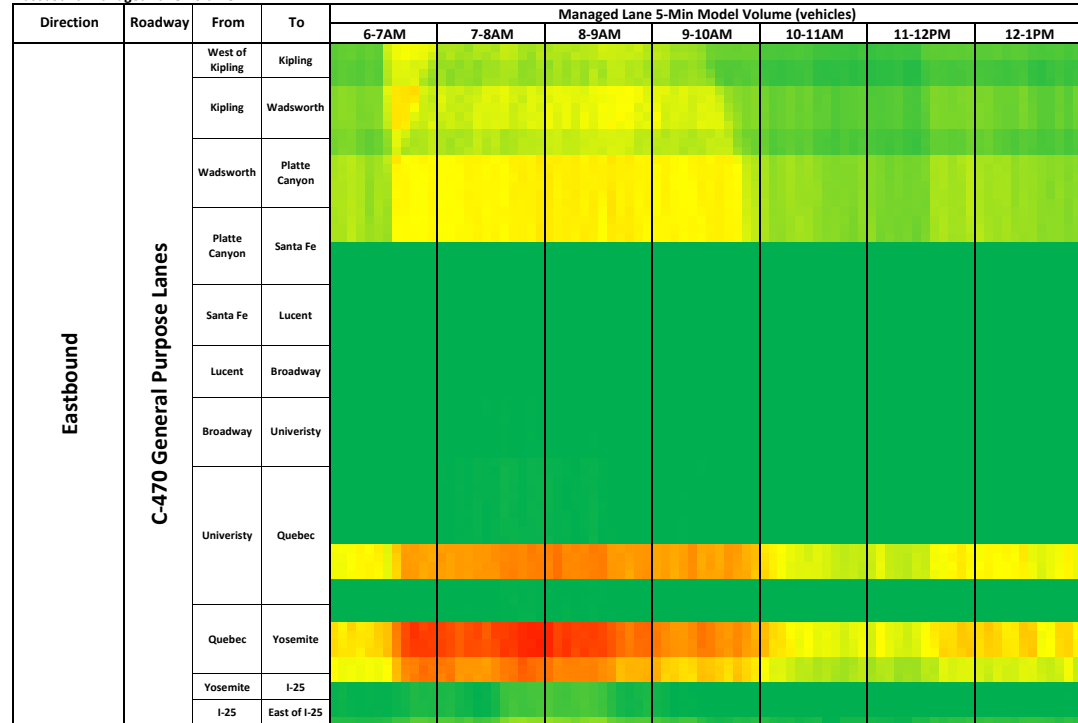 Managed Lane 5-Min Model Volume (vehicles)
Direction Roadway From To
6-7AM 7-8AM 8-9AM 9-10AM 10-11AM 11-12PM 12-1PM
Eastbound
C-470 General Purpose Lanes
West of
Kipling
Kipling
Kipling Wadsworth
Wadsworth
Platte
Canyon
Platte
Canyon
Santa Fe
Santa Fe Lucent
Lucent Broadway
Broadway Univeristy
Univeristy Quebec
Quebec Yosemite
Yosemite I-25
I-25 East of I-25